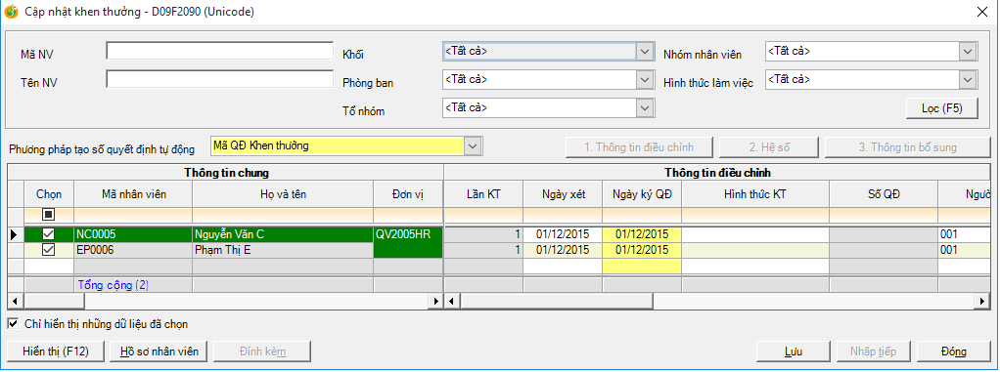 Cập nhật khen thưởng - D09F2090 (Unicode)
Mã NV
Khối
<Tất cả>
Nhóm nhân viên
<Tất cả>
Tên NV
Phòng ban
<Tất cả>
Hình thức làm việc
<Tất cả>
Tổ nhóm
<Tất cả>
Lọc (F5)
Phương pháp tạo số quyết định tự động
Mã QĐ Khen thưởng
1. Thông tin điều chỉnh
2. Hệ số
3. Thông tin bổ sung
Thông tin chung
Thông tin điều chỉnh
Chọn
Mã nhân viên
Họ và tên
Đơn vị
Lần KT
Ngày xét
Ngày ký QĐ
Hình thức KT
Số QĐ
Ngườ
NC0005
Nguyễn Văn C
QV2005HR
1
01/12/2015
01/12/2015
001
EP0006
Phạm Thị E
1
01/12/2015
01/12/2015
001
Tổng cộng (2)
Chỉ hiển thị những dữ liệu đã chọn
Hiển thị (F12)
Hồ sơ nhân viên
Đính kèm
Lưu
Nhập tiếp
Đóng